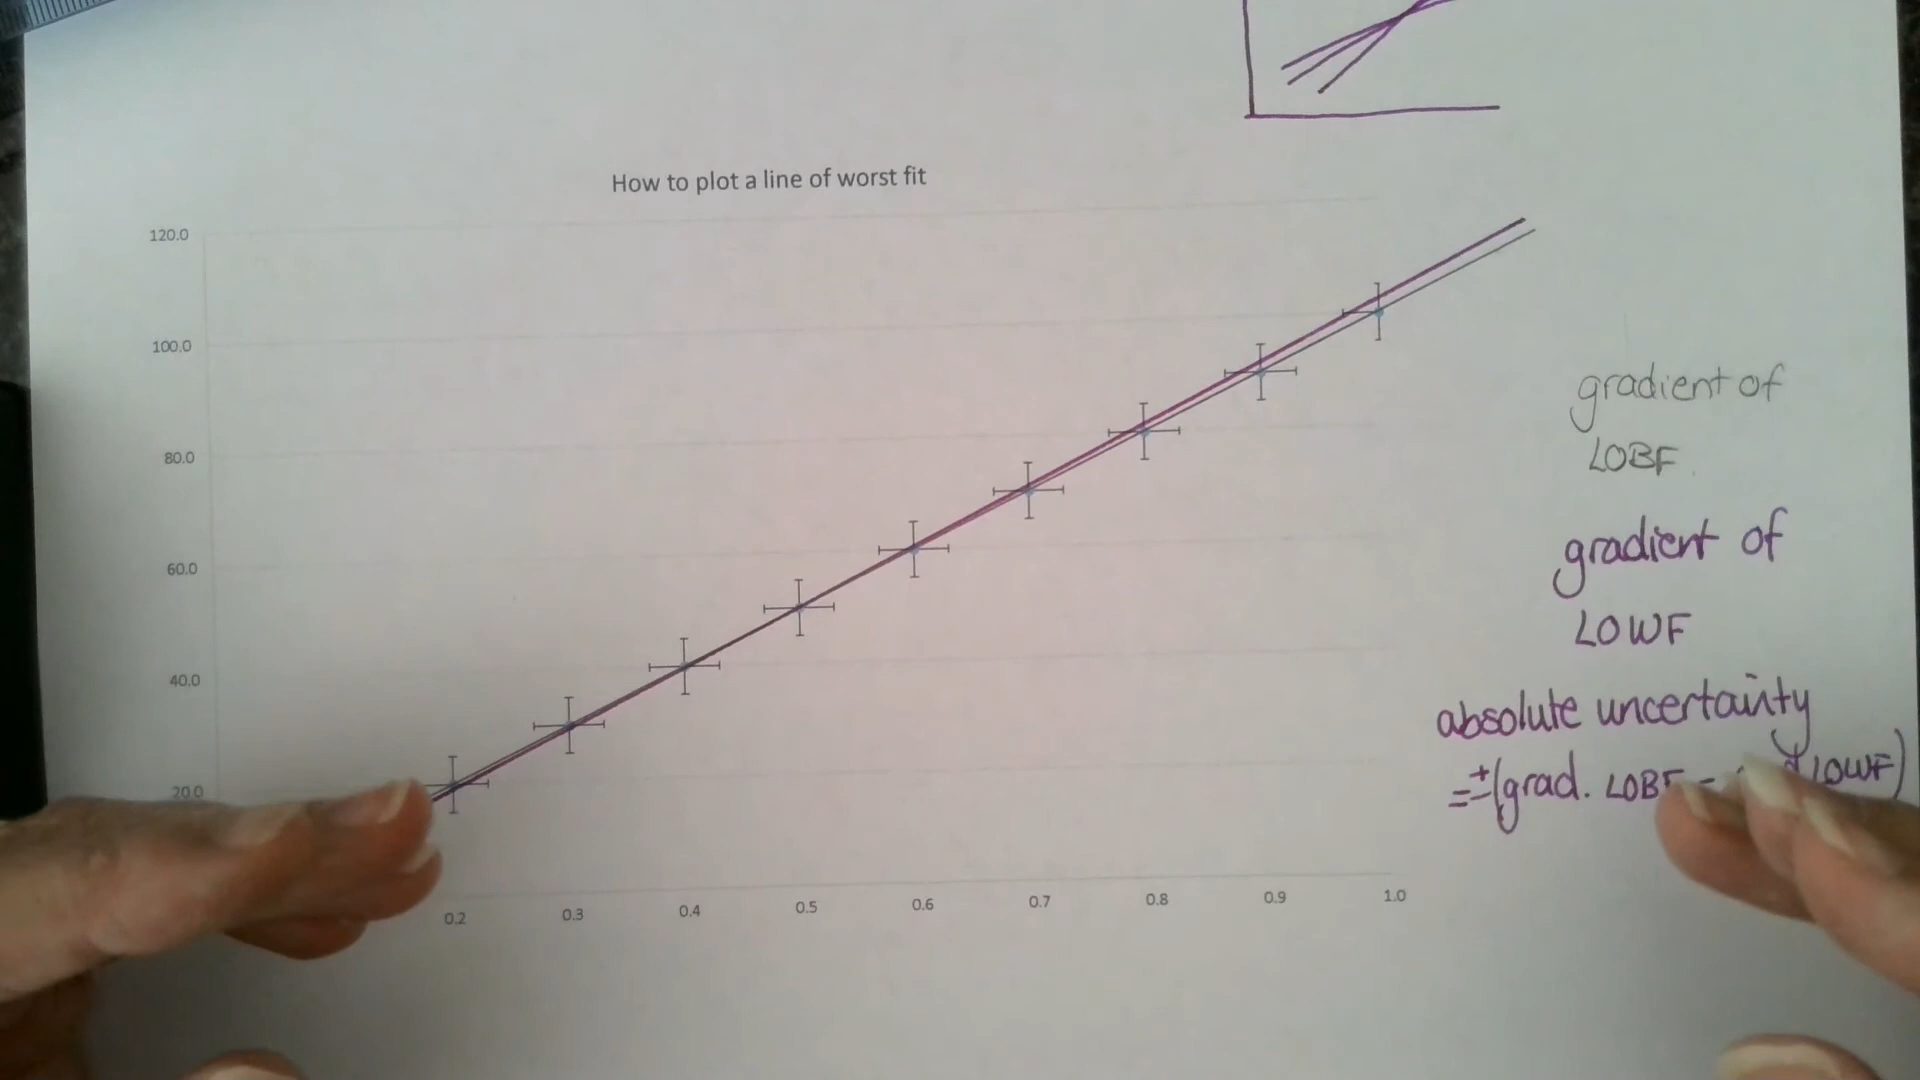 How to plot a line of worst fit
120.0
100.0
80.0
60.0
40.0
20.0
0.2 0.3 0.4 0.5 0.6 0.7 0.8 0.9 1.0
gradient of
LOBF
gradient of
LOWF
absolute uncertainty
=±(grad. LOBF - LOWF)